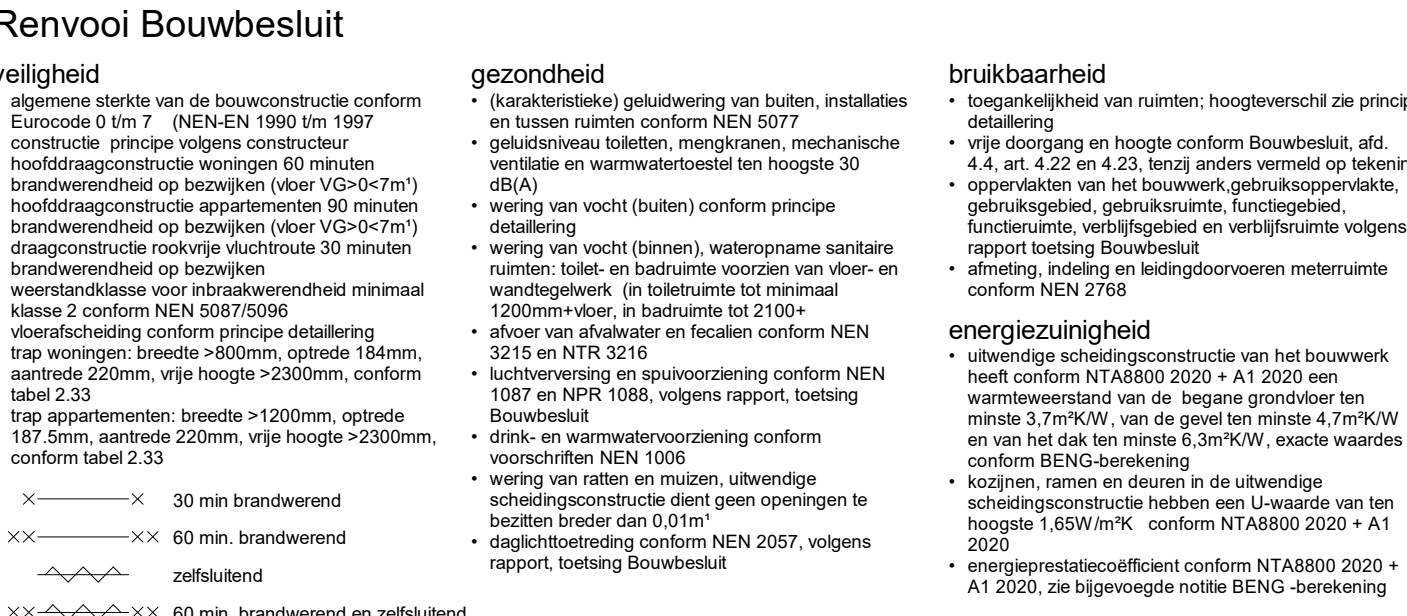 Renvooi Bouwbesluit
veiligheid
algemene sterkte van de bouwconstructie conform
Eurocode 0 t/m 7 (NEN-EN 1990 t/m 1997
constructie principe volgens constructeur
hoofddraagconstructie woningen 60 minuten
brandwerendheid op bezwijken (vloer VG>0<7m¹)
hoofddraagconstructie appartementen 90 minuten
brandwerendheid op bezwijken (vloer VG>0<7m¹)
draagconstructie rookvrije vluchtroute 30 minuten
brandwerendheid op bezwijken
weerstandklasse voor inbraakwerendheid minimaal
klasse 2 conform NEN 5087/5096
vloerafscheiding conform principe detaillering
trap woningen: breedte >800mm, optrede 184mm,
aantrede 220mm, vrije hoogte >2300mm, conform
tabel 2.33
trap appartementen: breedte >1200mm, optrede
187.5mm, aantrede 220mm, vrije hoogte >2300mm,
conform tabel 2.33
30 min brandwerend
60 min. brandwerend
zelfsluitend
60 min. brandwerend en zelfsluitend
gezondheid
• (karakteristieke) geluidwering van buiten, installaties
en tussen ruimten conform NEN 5077
• geluidsniveau toiletten, mengkranen, mechanische
ventilatie en warmwatertoestel ten hoogste 30
dB(A)
• wering van vocht (buiten) conform principe
detaillering
• wering van vocht (binnen), wateropname sanitaire
ruimten: toilet- en badruimte voorzien van vloer- en
wandtegelwerk (in toiletruimte tot minimaal
1200mm+vloer, in badruimte tot 2100+
• afvoer van afvalwater en fecalien conform NEN
3215 en NTR 3216
• luchtverversing en spuivoorziening conform NEN
1087 en NPR 1088, volgens rapport, toetsing
Bouwbesluit
• drink- en warmwatervoorziening conform
voorschriften NEN 1006
• wering van ratten en muizen, uitwendige
scheidingsconstructie dient geen openingen te
bezitten breder dan 0,01m¹
• daglichttoetreding conform NEN 2057, volgens
rapport, toetsing Bouwbesluit
bruikbaarheid
• toegankelijkheid van ruimten; hoogteverschil zie princip
detaillering
• vrije doorgang en hoogte conform Bouwbesluit, afd.
4.4, art. 4.22 en 4.23, tenzij anders vermeld op tekenin
• oppervlakten van het bouwwerk,gebruiksoppervlakte,
gebruiksgebied, gebruiksruimte, functiegebied,
functieruimte, verblijfsgebied en verblijfsruimte volgens
rapport toetsing Bouwbesluit
• afmeting, indeling en leidingdoorvoeren meterruimte
conform NEN 2768
energiezuinigheid
• uitwendige scheidingsconstructie van het bouwwerk
heeft conform NTA8800 2020 + A1 2020 een
warmteweerstand van de begane grondvloer ten
minste 3,7m²K/W, van de gevel ten minste 4,7m²K/W
en van het dak ten minste 6,3m²K/W, exacte waardes
conform BENG-berekening
• kozijnen, ramen en deuren in de uitwendige
scheidingsconstructie hebben een U-waarde van ten
hoogste 1,65W/m²K conform NTA8800 2020 + A1
2020
• energieprestatiecoëfficient conform NTA8800 2020 +
A1 2020, zie bijgevoegde notitie BENG -berekening